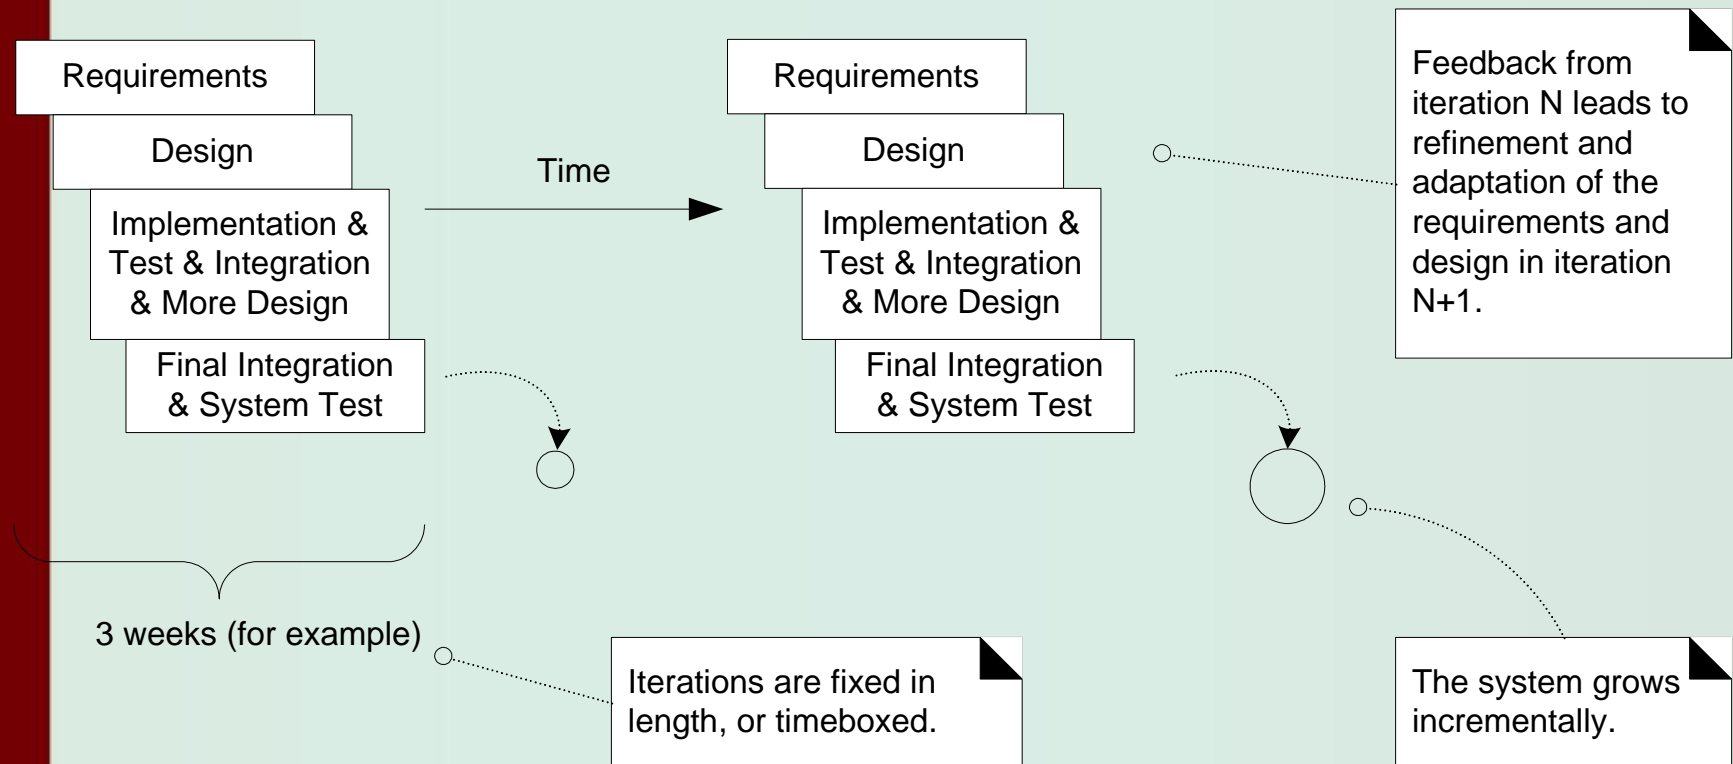 Requirements
Design
Implementation &
Test & Integration
& More Design
Final Integration
& System Test
Time
Requirements
Design
Implementation &
Test & Integration
& More Design
Final Integration
& System Test
Feedback from
iteration N leads to
refinement and
adaptation of the
requirements and
design in iteration
N+1.
3 weeks (for example)
Iterations are fixed in
length, or timeboxed.
The system grows
incrementally.